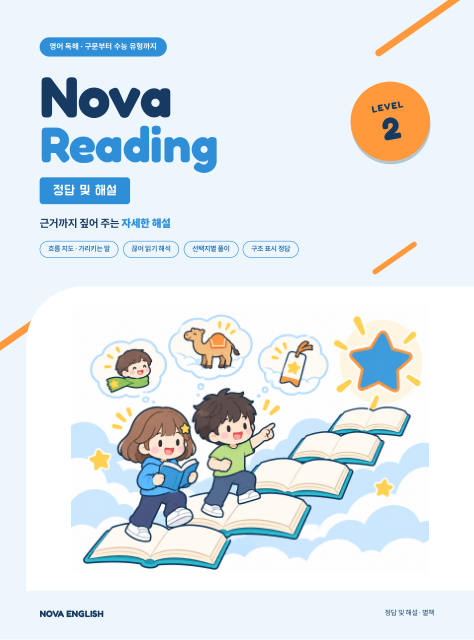 영어 독해 · 구문부터 수능 유형까지
Nova
Reading
LEVEL
2
정답 및 해설
근거까지 짚어 주는 자세한 해설
흐름 지도 · 가리키는 말
끊어 읽기 해석
선택지별 풀이
구조 표시 정답
NOVA ENGLISH
정답 및 해설 · 별책